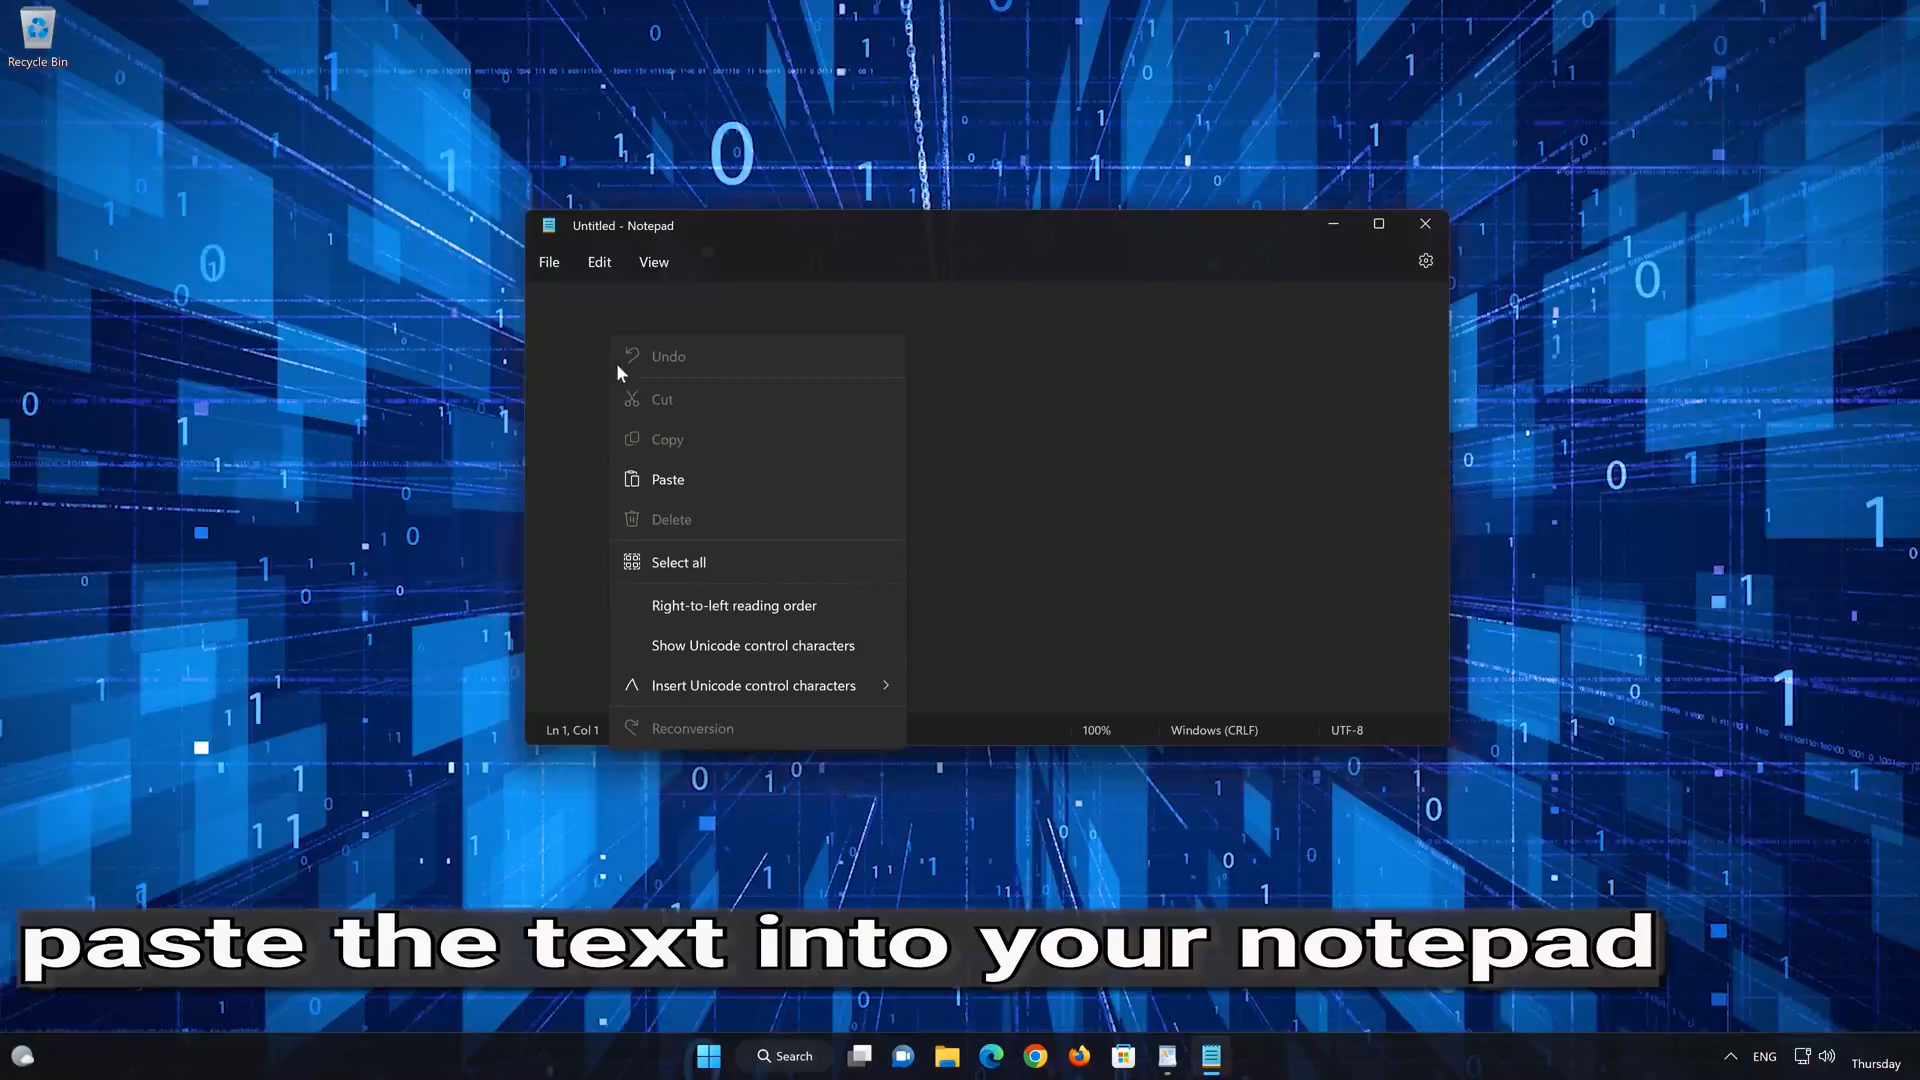 Recycle Bin
Untitled - Notepad
File Edit View
Undo
Cut
Copy
Paste
Delete
Select all
Right-to-left reading order
Show Unicode control characters
Insert Unicode control characters
Reconversion
Ln 1, Col 1 100% Windows (CRLF) UTF-8
paste the text into your notepad
Search ENG Thursday